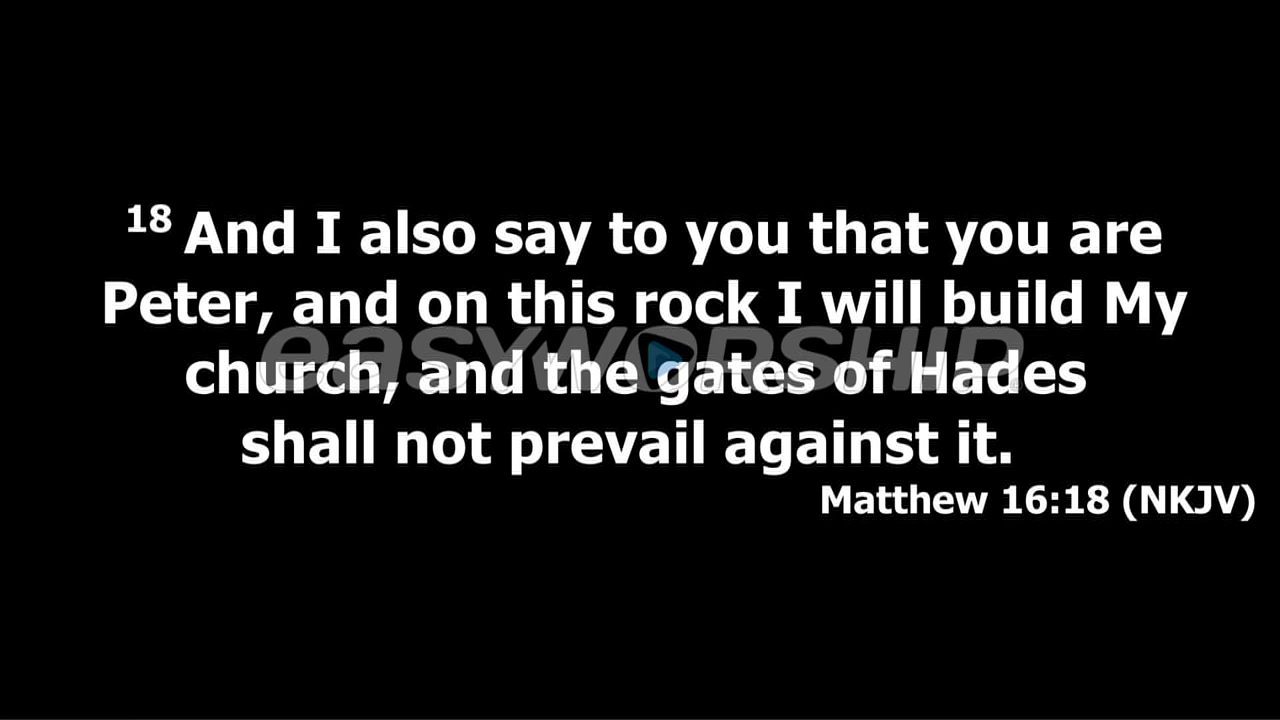 18 And I also say to you that you are
Peter, and on this rock I will build My
church, and the gates of Hades
shall not prevail against it.
Matthew 16:18 (NKJV)
easyworship